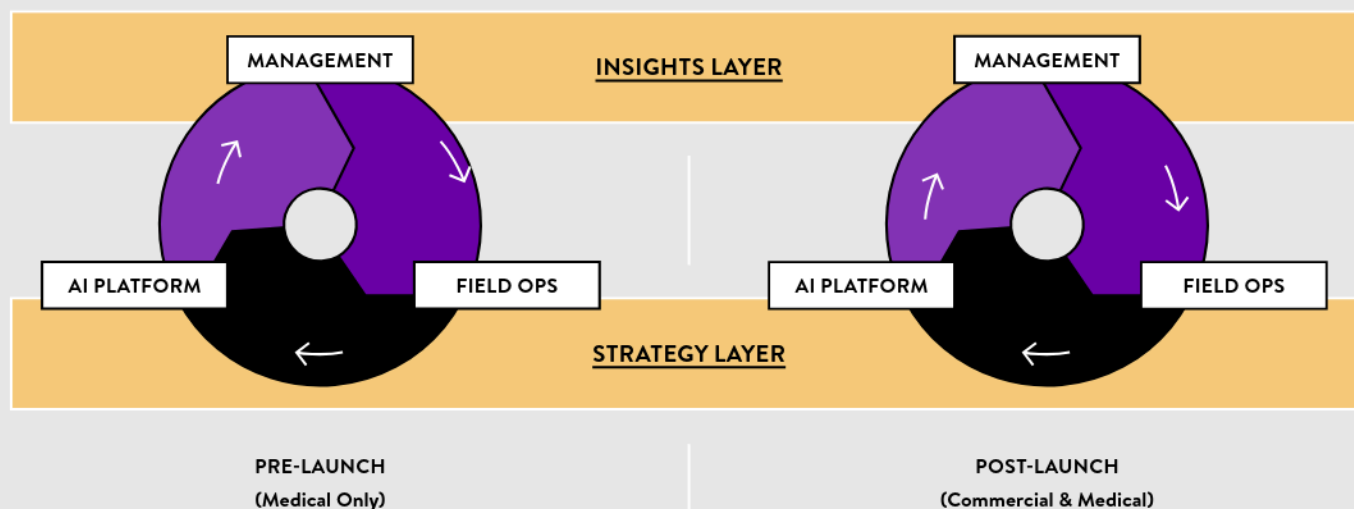 MANAGEMENT
INSIGHTS LAYER
MANAGEMENT
AI PLATFORM
FIELD OPS
AI PLATFORM
FIELD OPS
STRATEGY LAYER
PRE-LAUNCH
(Medical Only)
POST-LAUNCH
(Commercial & Medical)